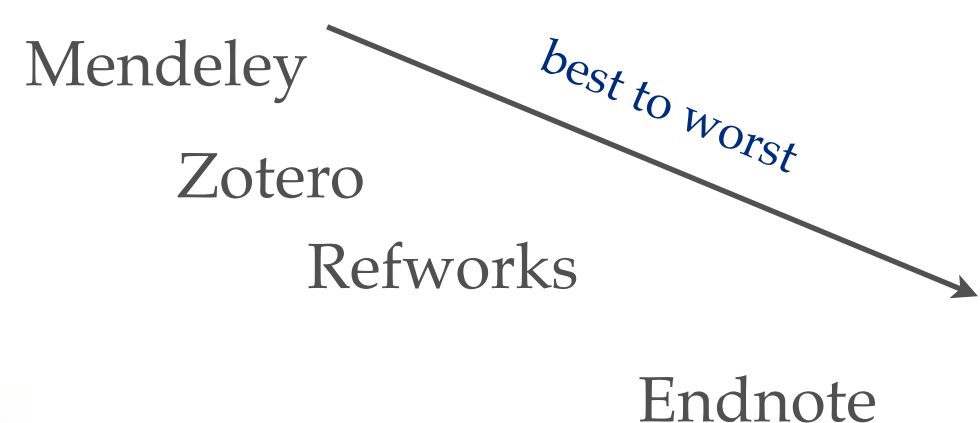 Mendeley
best to worst
Zotero
Refworks
Endnote